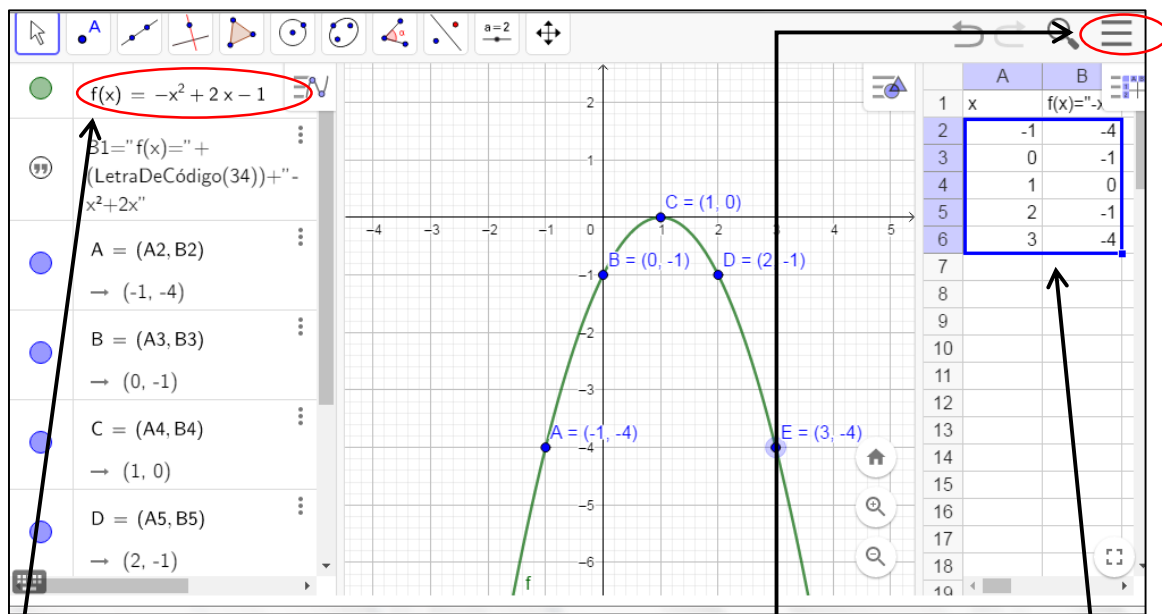 A
α
a=2
f(x) = −x² + 2 x − 1
B1="f(x)="+
(LetraDeCódigo(34))+"-
x²+2x"
A = (A2, B2)
→ (-1, -4)
B = (A3, B3)
→ (0, -1)
C = (A4, B4)
→ (1, 0)
D = (A5, B5)
→ (2, -1)
2
1
C = (1, 0)
−4 −3 −2 −1 0 1 2 3 4 5
B = (0, -1) D = (2, -1)
−1
−2
−3
A = (-1, -4) E = (3, -4)
−4
−5
−6
f
A B
1 x f(x)="-x
2 -1 -4
3 0 -1
4 1 0
5 2 -1
6 3 -4
7
8
9
10
11
12
13
14
15
16
17
18
19